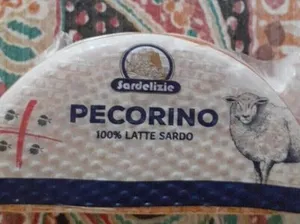 Sardelizie
PECORINO
100% LATTE SARDO